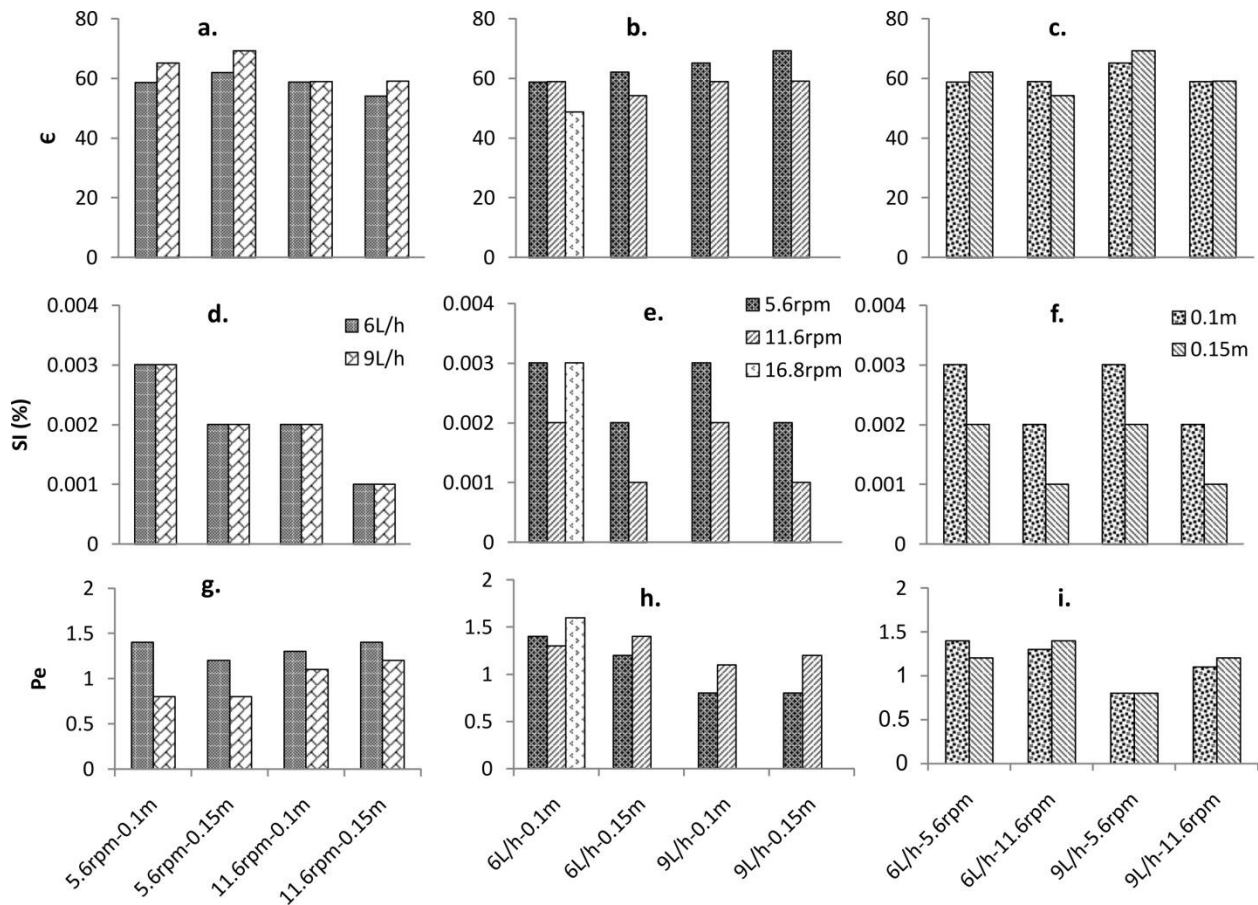 a.
80
60
40
20
0
Є
b.
80
60
40
20
0
c.
80
60
40
20
0
d.
0.004
0.003
0.002
0.001
0
SI (%)
6L/h
9L/h
e.
0.004
0.003
0.002
0.001
0
5.6rpm
11.6rpm
16.8rpm
f.
0.004
0.003
0.002
0.001
0
0.1m
0.15m
g.
2
1.5
1
0.5
0
Pe
5.6rpm-0.1m
5.6rpm-0.15m
11.6rpm-0.1m
11.6rpm-0.15m
h.
2
1.5
1
0.5
0
6L/h-0.1m
6L/h-0.15m
9L/h-0.1m
9L/h-0.15m
i.
2
1.5
1
0.5
0
6L/h-5.6rpm
6L/h-11.6rpm
9L/h-5.6rpm
9L/h-11.6rpm